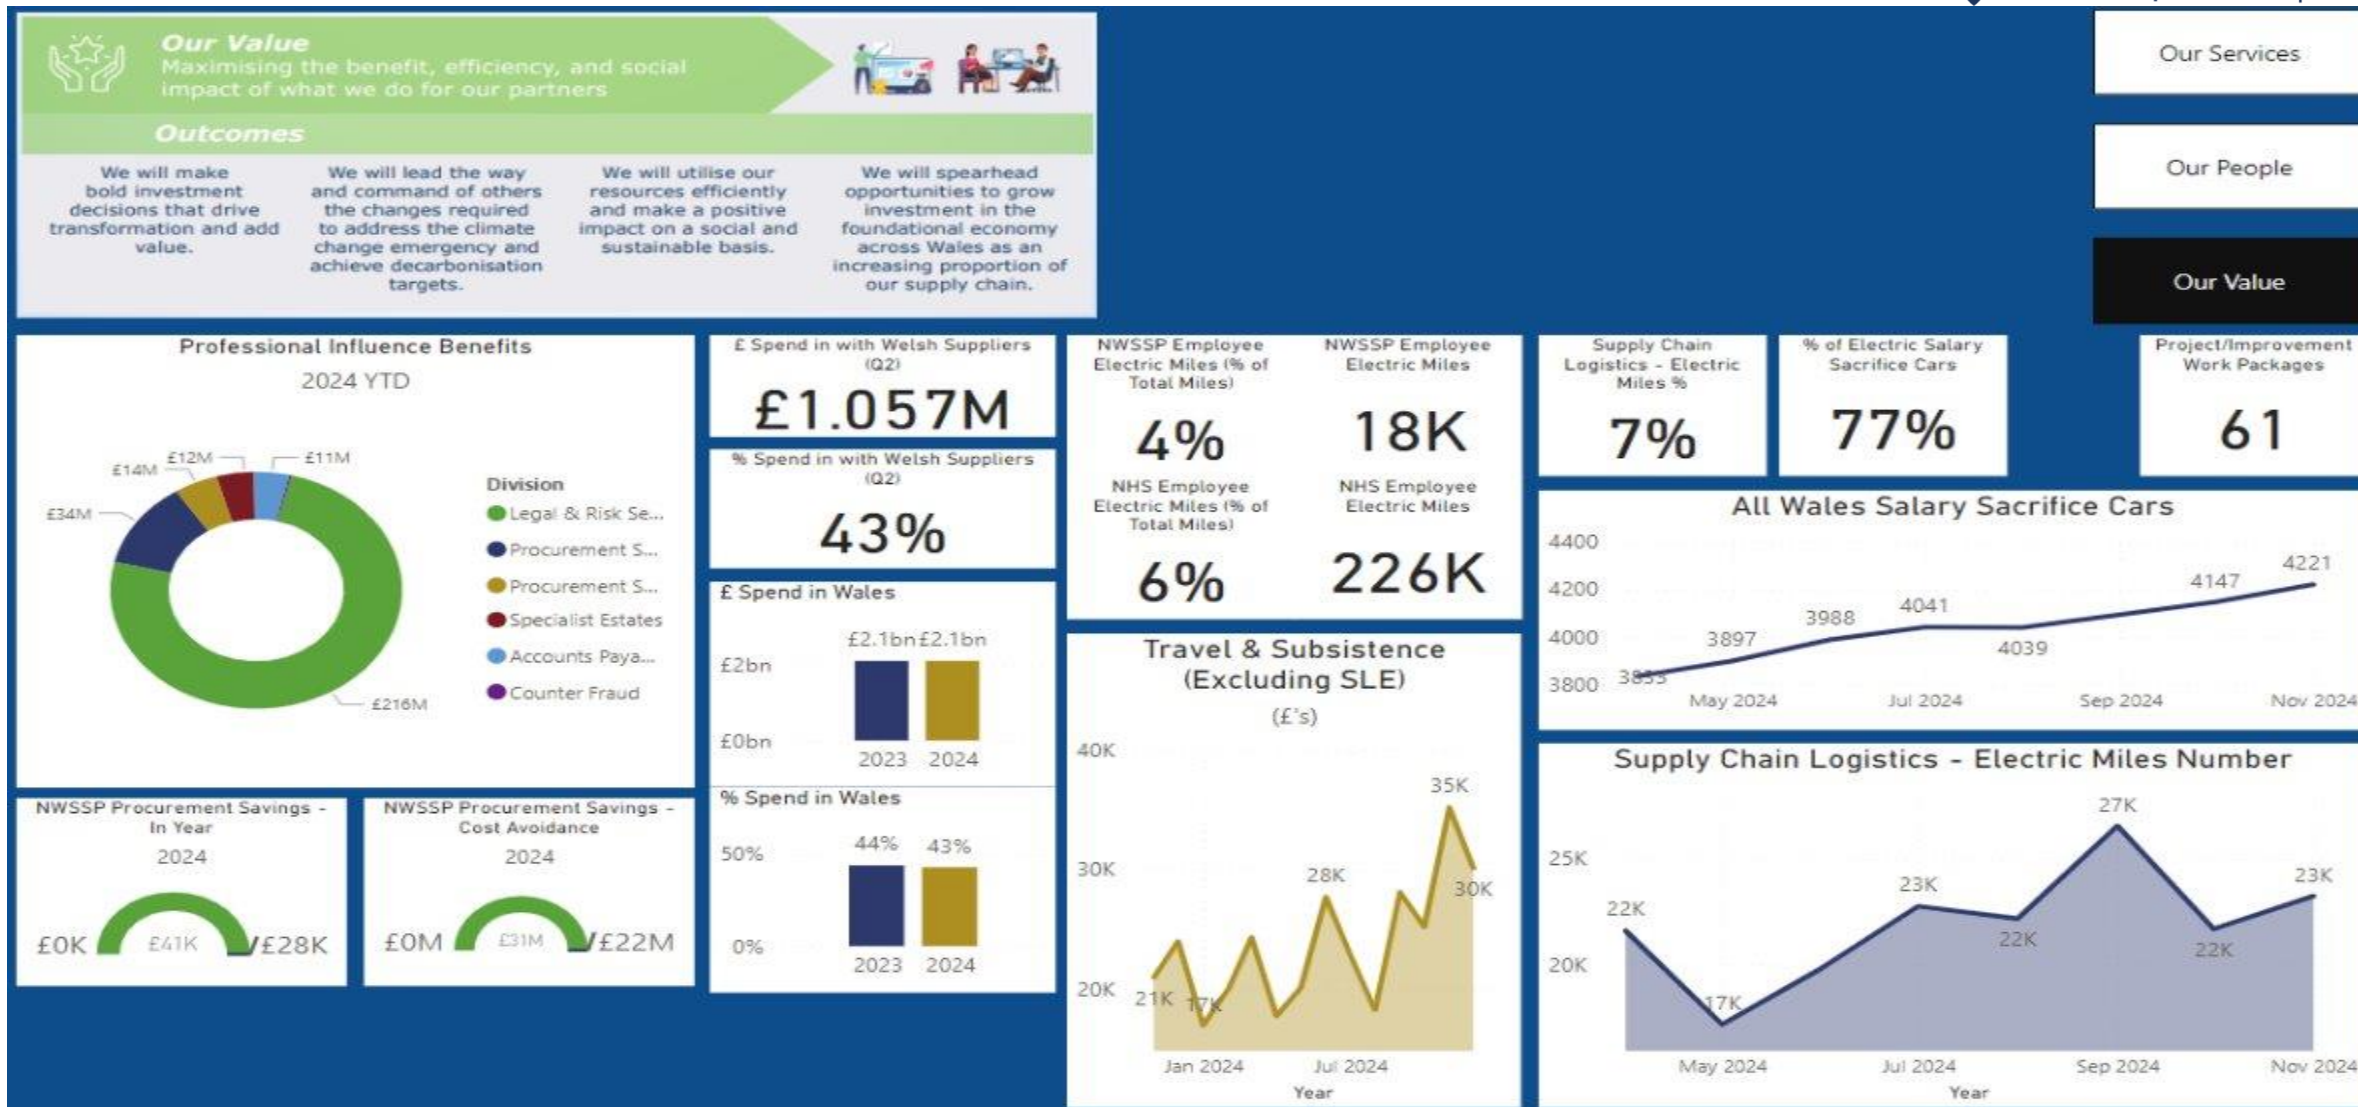 Our Services
Our People
Our Value
Our Value
Maximising the benefit, efficiency, and social
impact of what we do for our partners
Outcomes
We will make
bold investment
decisions that drive
transformation and add
value.
We will lead the way
and command of others
the changes required
to address the climate
change emergency and
achieve decarbonisation
targets.
We will utilise our
resources efficiently
and make a positive
impact on a social and
sustainable basis.
We will spearhead
opportunities to grow
investment in the
foundational economy
across Wales as an
increasing proportion of
our supply chain.
Professional Influence Benefits
2024 YTD
£12M
£11M
£14M
£34M
£216M
Division
Legal & Risk Se...
Procurement S...
Procurement S...
Specialist Estates
Accounts Paya...
Counter Fraud
NWSSP Procurement Savings -
In Year
2024
£0K
£41K
£28K
NWSSP Procurement Savings -
Cost Avoidance
2024
£0M
£31M
£22M
£ Spend in with Welsh Suppliers
(Q2)
£1.057M
% Spend in with Welsh Suppliers
(Q2)
43%
£ Spend in Wales
£2.1bn £2.1bn
£2bn
£0bn
2023 2024
% Spend in Wales
44% 43%
50%
0%
2023 2024
NWSSP Employee
Electric Miles (% of
Total Miles)
4%
NWSSP Employee
Electric Miles
18K
NHS Employee
Electric Miles (% of
Total Miles)
6%
NHS Employee
Electric Miles
226K
Travel & Subsistence
(Excluding SLE)
(£'s)
40K
35K
30K
28K
30K
20K
21K
17K
Jan 2024
Jul 2024
Year
Supply Chain
Logistics - Electric
Miles %
7%
% of Electric Salary
Sacrifice Cars
77%
Project/Improvement
Work Packages
61
All Wales Salary Sacrifice Cars
4400
4200
4000
3800
3833
3897
3988
4041
4039
4147
4221
May 2024
Jul 2024
Sep 2024
Nov 2024
Supply Chain Logistics - Electric Miles Number
25K
20K
22K
17K
23K
22K
27K
22K
23K
May 2024
Jul 2024
Sep 2024
Nov 2024
Year